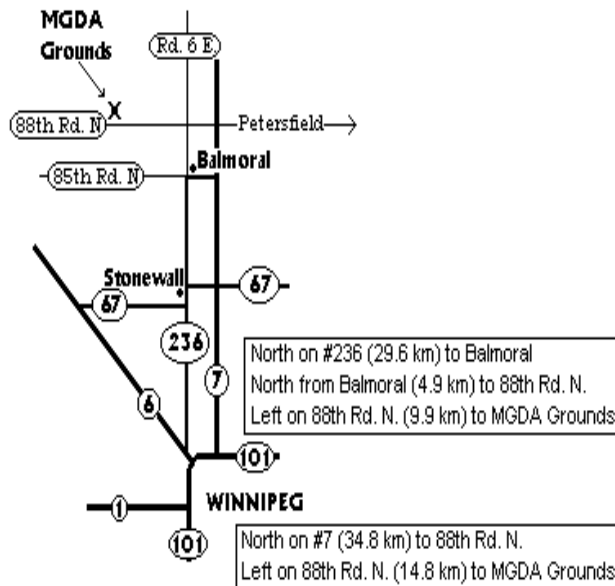 MGDA
Grounds
Rd. 6 E
X
88th Rd. N
Petersfield
Balmoral
85th Rd. N
Stonewall
67
67
236
7
6
North on #236 (29.6 km) to Balmoral
North from Balmoral (4.9 km) to 88th Rd. N.
Left on 88th Rd. N. (9.9 km) to MGDA Grounds
101
1
WINNIPEG
101
North on #7 (34.8 km) to 88th Rd. N.
Left on 88th Rd. N. (14.8 km) to MGDA Grounds